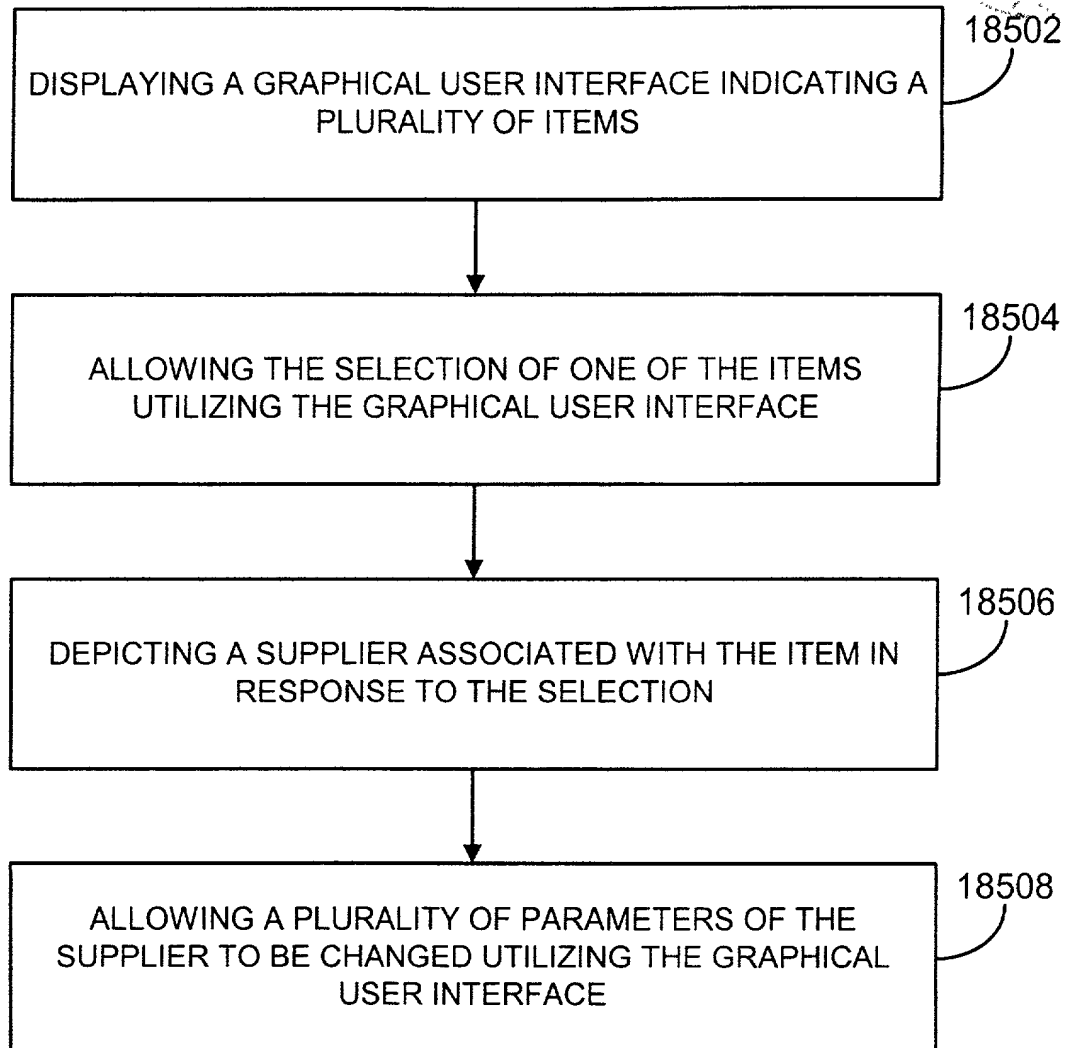 18502
DISPLAYING A GRAPHICAL USER INTERFACE INDICATING A
PLURALITY OF ITEMS
18504
ALLOWING THE SELECTION OF ONE OF THE ITEMS
UTILIZING THE GRAPHICAL USER INTERFACE
18506
DEPICTING A SUPPLIER ASSOCIATED WITH THE ITEM IN
RESPONSE TO THE SELECTION
18508
ALLOWING A PLURALITY OF PARAMETERS OF THE
SUPPLIER TO BE CHANGED UTILIZING THE GRAPHICAL
USER INTERFACE